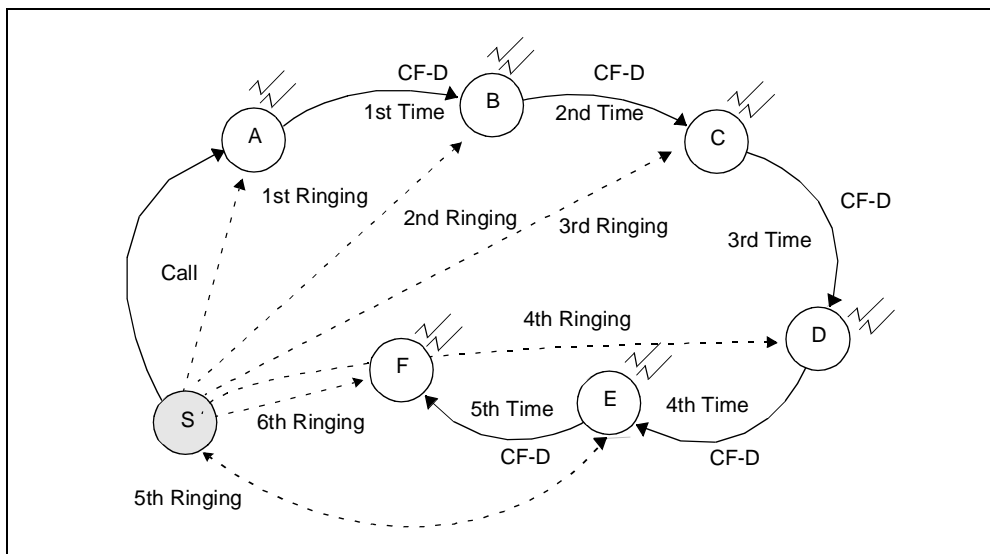 CF-D
B
CF-D
1st Time
2nd Time
A
C
1st Ringing
CF-D
2nd Ringing
3rd Ringing
3rd Time
Call
4th Ringing
D
F
E
5th Time
4th Time
S
6th Ringing
CF-D
CF-D
5th Ringing